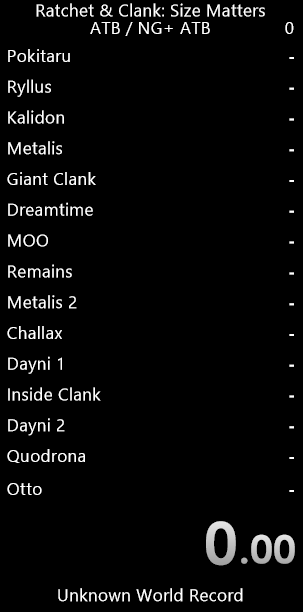 Ratchet & Clank: Size Matters
ATB / NG+ ATB 0
Pokitaru -
Ryllus -
Kalidon -
Metalis -
Giant Clank -
Dreamtime -
MOO -
Remains -
Metalis 2 -
Challax -
Dayni 1 -
Inside Clank -
Dayni 2 -
Quodrona -
Otto -
0.00
Unknown World Record